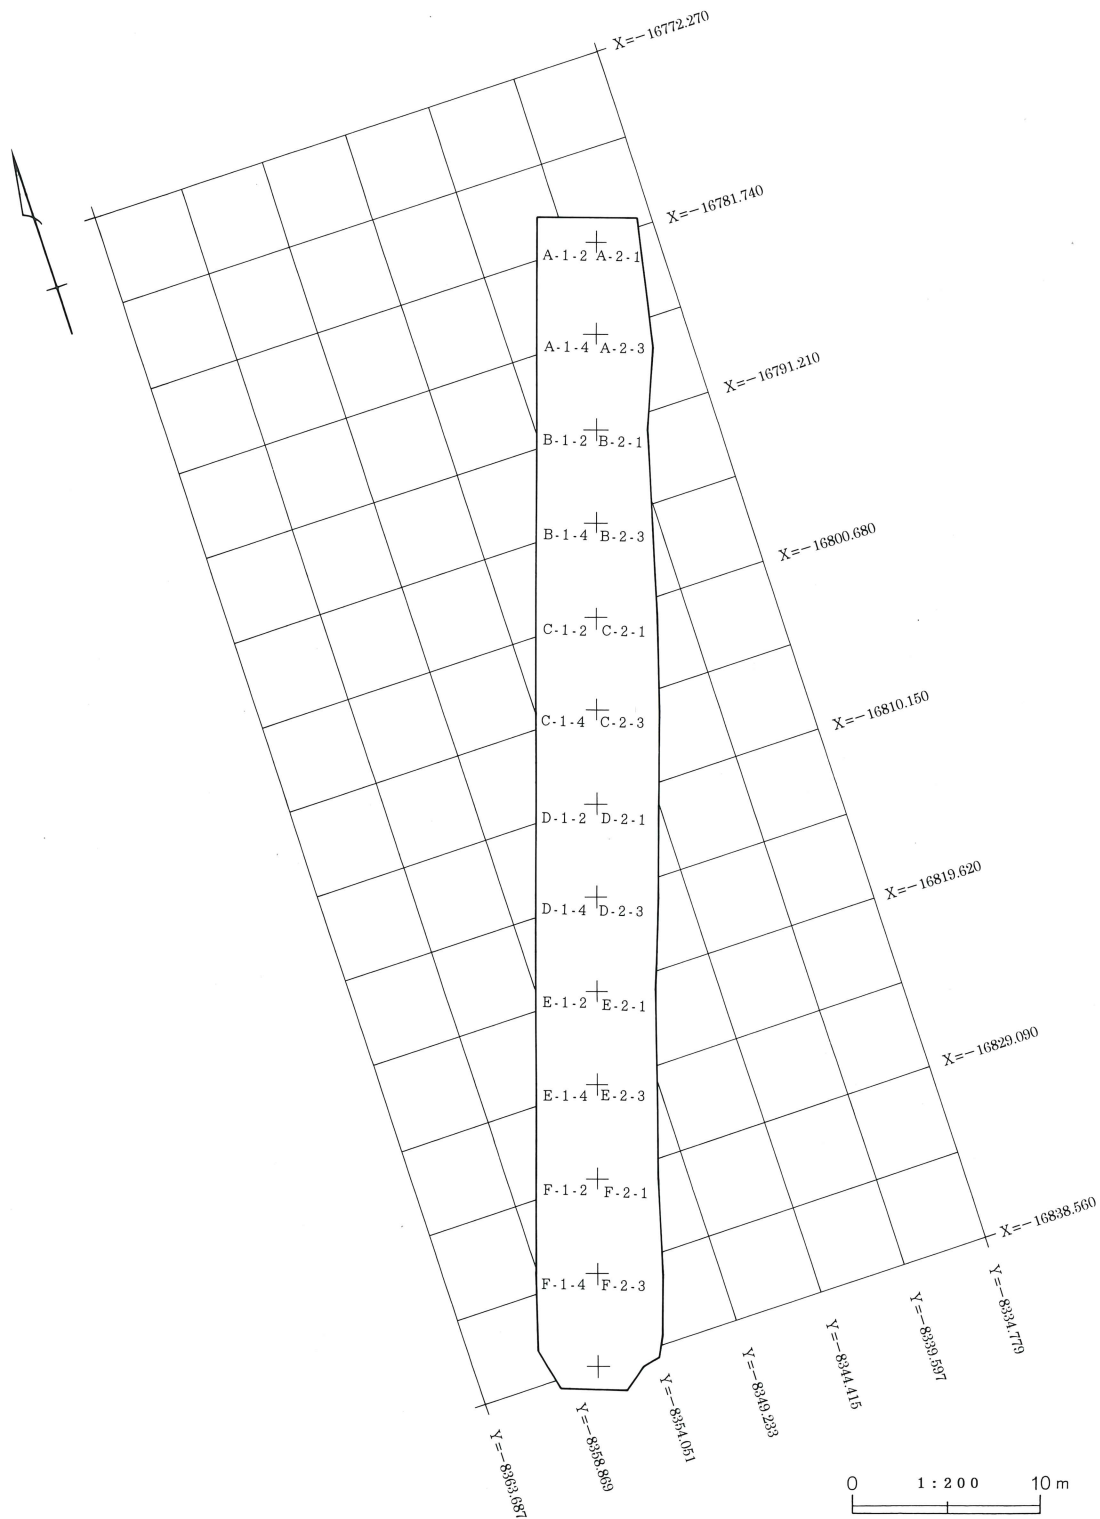 X=−16772.270
X=−16781.740
A-1-2 A-2-1
A-1-4 A-2-3
X=−16791.210
B-1-2 B-2-1
B-1-4 B-2-3
X=−16800.680
C-1-2 C-2-1
C-1-4 C-2-3
X=−16810.150
D-1-2 D-2-1
X=−16819.620
D-1-4 D-2-3
E-1-2 E-2-1
X=−16829.090
E-1-4 E-2-3
F-1-2 F-2-1
X=−16838.560
F-1-4 F-2-3
Y=−8363.687
Y=−8358.869
Y=−8354.051
Y=−8349.233
Y=−8344.415
Y=−8339.597
Y=−8334.779
0 1:200 10 m